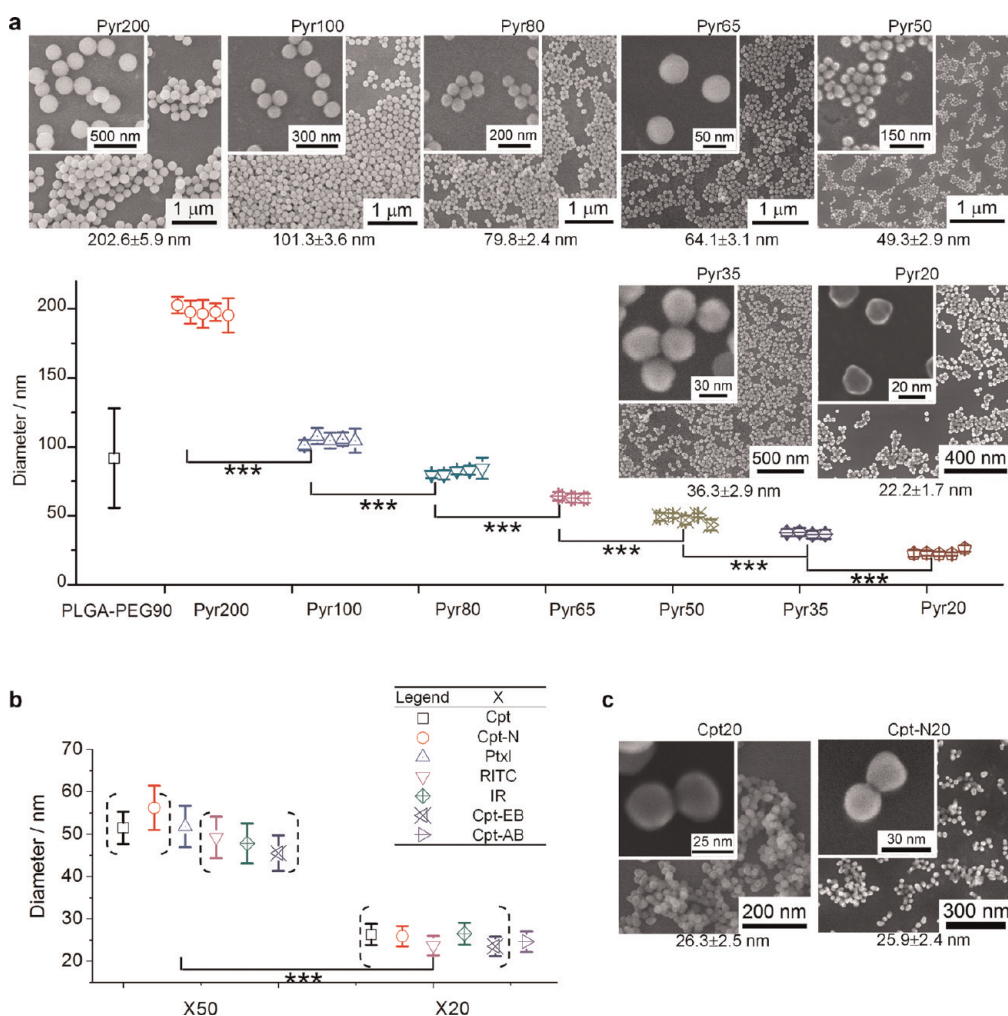 a
Pyr200
Pyr100
Pyr80
Pyr65
Pyr50
500 nm
300 nm
200 nm
50 nm
150 nm
1 μm
1 μm
1 μm
1 μm
1 μm
202.6±5.9 nm
101.3±3.6 nm
79.8±2.4 nm
64.1±3.1 nm
49.3±2.9 nm
Pyr35
Pyr20
30 nm
20 nm
500 nm
400 nm
36.3±2.9 nm
22.2±1.7 nm
Diameter / nm
200
150
100
50
0
***
***
***
***
***
***
PLGA-PEG90
Pyr200
Pyr100
Pyr80
Pyr65
Pyr50
Pyr35
Pyr20
b
Legend X
Cpt
Cpt-N
Ptxl
RITC
IR
Cpt-EB
Cpt-AB
Diameter / nm
70
60
50
40
30
20
***
X50
X20
c
Cpt20
Cpt-N20
25 nm
30 nm
200 nm
300 nm
26.3±2.5 nm
25.9±2.4 nm